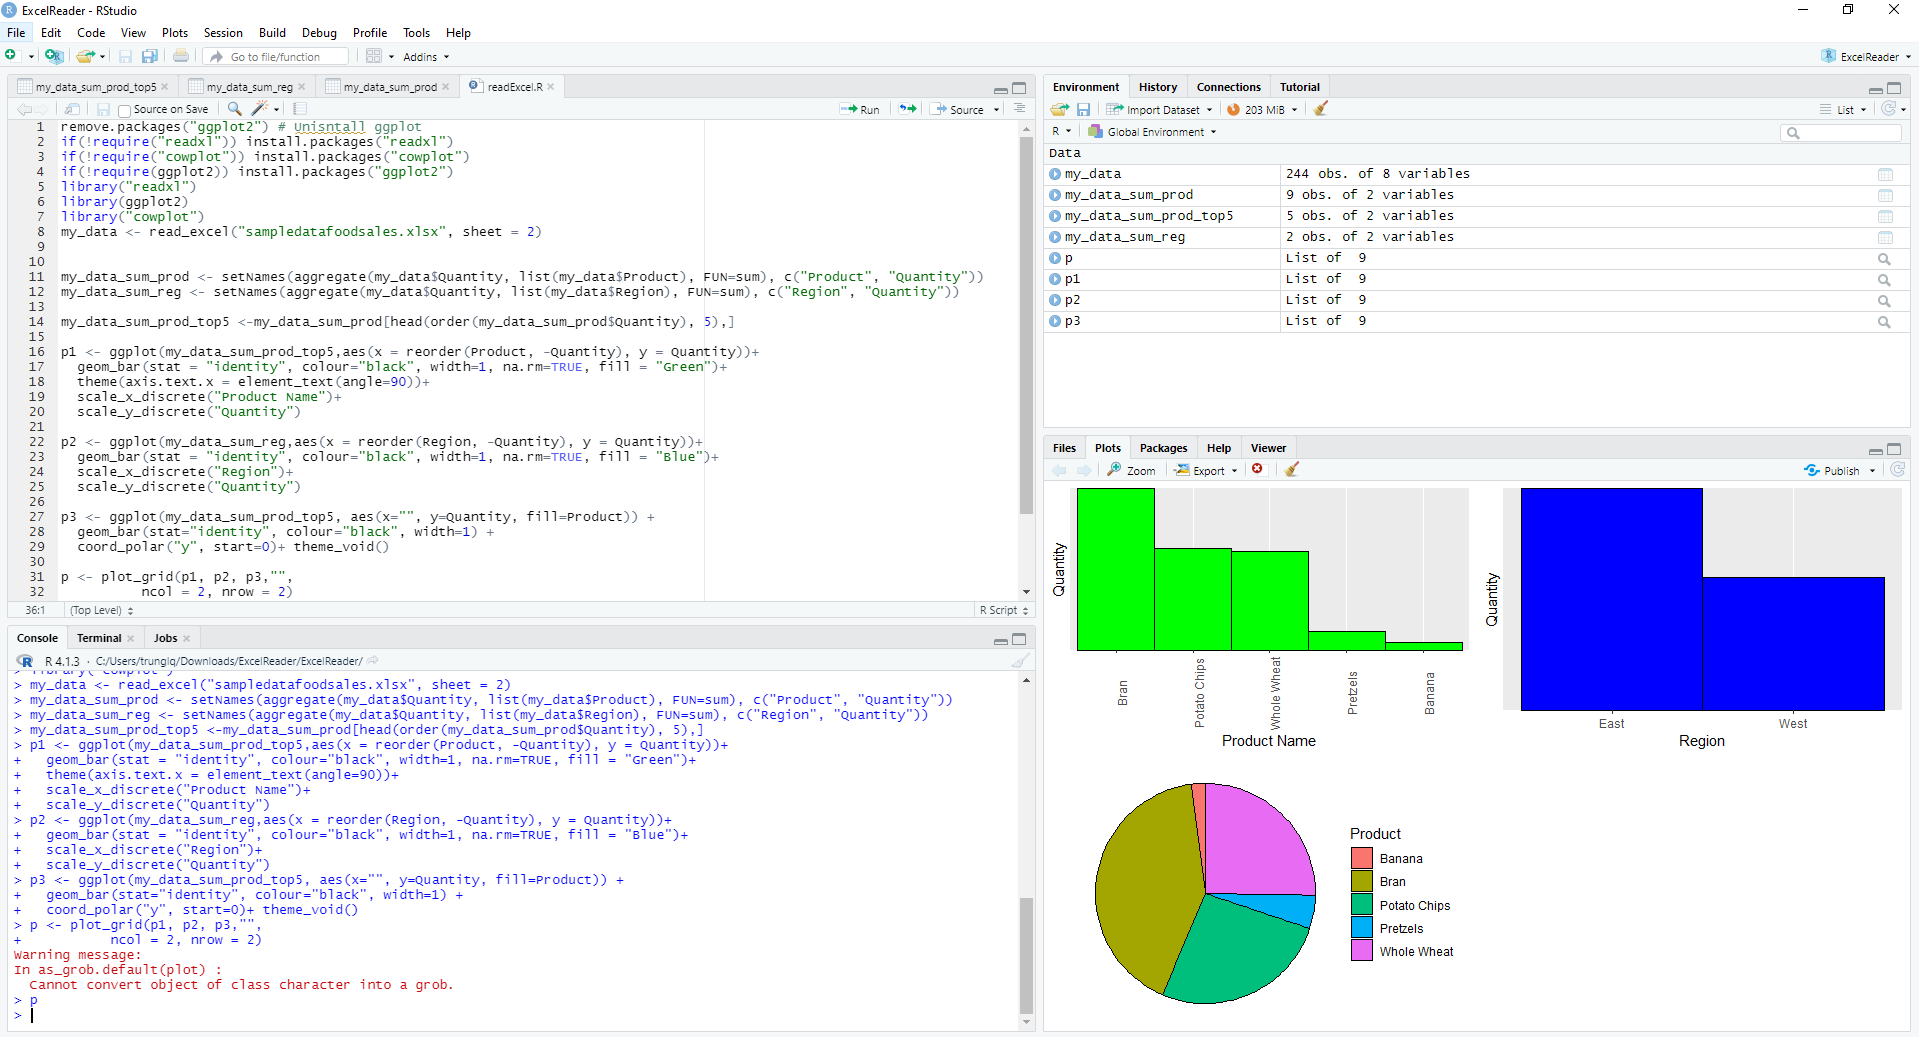 ExcelReader - RStudio
File Edit Code View Plots Session Build Debug Profile Tools Help
Go to file/function Addins ExcelReader
my_data_sum_prod_top5 my_data_sum_reg my_data_sum_prod readExcel.R
Source on Save Run Source
1 remove.packages("ggplot2") # Unisntall ggplot
2 if(!require("readxl")) install.packages("readxl")
3 if(!require("cowplot")) install.packages("cowplot")
4 if(!require(ggplot2)) install.packages("ggplot2")
5 library("readxl")
6 library(ggplot2)
7 library("cowplot")
8 my_data <- read_excel("sampledatafoodsales.xlsx", sheet = 2)
9
10
11 my_data_sum_prod <- setNames(aggregate(my_data$Quantity, list(my_data$Product), FUN=sum), c("Product", "Quantity"))
12 my_data_sum_reg <- setNames(aggregate(my_data$Quantity, list(my_data$Region), FUN=sum), c("Region", "Quantity"))
13
14 my_data_sum_prod_top5 <-my_data_sum_prod[head(order(my_data_sum_prod$Quantity), 5),]
15
16 p1 <- ggplot(my_data_sum_prod_top5,aes(x = reorder(Product, -Quantity), y = Quantity))+
17 geom_bar(stat = "identity", colour="black", width=1, na.rm=TRUE, fill = "Green")+
18 theme(axis.text.x = element_text(angle=90))+
19 scale_x_discrete("Product Name")+
20 scale_y_discrete("Quantity")
21
22 p2 <- ggplot(my_data_sum_reg,aes(x = reorder(Region, -Quantity), y = Quantity))+
23 geom_bar(stat = "identity", colour="black", width=1, na.rm=TRUE, fill = "Blue")+
24 scale_x_discrete("Region")+
25 scale_y_discrete("Quantity")
26
27 p3 <- ggplot(my_data_sum_prod_top5, aes(x="", y=Quantity, fill=Product)) +
28 geom_bar(stat="identity", colour="black", width=1) +
29 coord_polar("y", start=0)+ theme_void()
30
31 p <- plot_grid(p1, p2, p3,"",
32 ncol = 2, nrow = 2)
36:1 (Top Level) R Script
Console Terminal Jobs
R 4.1.3 · C:/Users/trunglq/Downloads/ExcelReader/ExcelReader/
> library("cowplot")
> my_data <- read_excel("sampledatafoodsales.xlsx", sheet = 2)
> my_data_sum_prod <- setNames(aggregate(my_data$Quantity, list(my_data$Product), FUN=sum), c("Product", "Quantity"))
> my_data_sum_reg <- setNames(aggregate(my_data$Quantity, list(my_data$Region), FUN=sum), c("Region", "Quantity"))
> my_data_sum_prod_top5 <-my_data_sum_prod[head(order(my_data_sum_prod$Quantity), 5),]
> p1 <- ggplot(my_data_sum_prod_top5,aes(x = reorder(Product, -Quantity), y = Quantity))+
+ geom_bar(stat = "identity", colour="black", width=1, na.rm=TRUE, fill = "Green")+
+ theme(axis.text.x = element_text(angle=90))+
+ scale_x_discrete("Product Name")+
+ scale_y_discrete("Quantity")
> p2 <- ggplot(my_data_sum_reg,aes(x = reorder(Region, -Quantity), y = Quantity))+
+ geom_bar(stat = "identity", colour="black", width=1, na.rm=TRUE, fill = "Blue")+
+ scale_x_discrete("Region")+
+ scale_y_discrete("Quantity")
> p3 <- ggplot(my_data_sum_prod_top5, aes(x="", y=Quantity, fill=Product)) +
+ geom_bar(stat="identity", colour="black", width=1) +
+ coord_polar("y", start=0)+ theme_void()
> p <- plot_grid(p1, p2, p3,"",
+ ncol = 2, nrow = 2)
Warning message:
In as_grob.default(plot) :
Cannot convert object of class character into a grob.
> p
>
Environment History Connections Tutorial
Import Dataset 203 MiB List
R Global Environment
Data
my_data 244 obs. of 8 variables
my_data_sum_prod 9 obs. of 2 variables
my_data_sum_prod_top5 5 obs. of 2 variables
my_data_sum_reg 2 obs. of 2 variables
p List of 9
p1 List of 9
p2 List of 9
p3 List of 9
Files Plots Packages Help Viewer
Zoom Export Publish
Quantity
Bran
Potato Chips
Whole Wheat
Pretzels
Banana
Product Name
Quantity
East West
Region
Product
Banana
Bran
Potato Chips
Pretzels
Whole Wheat